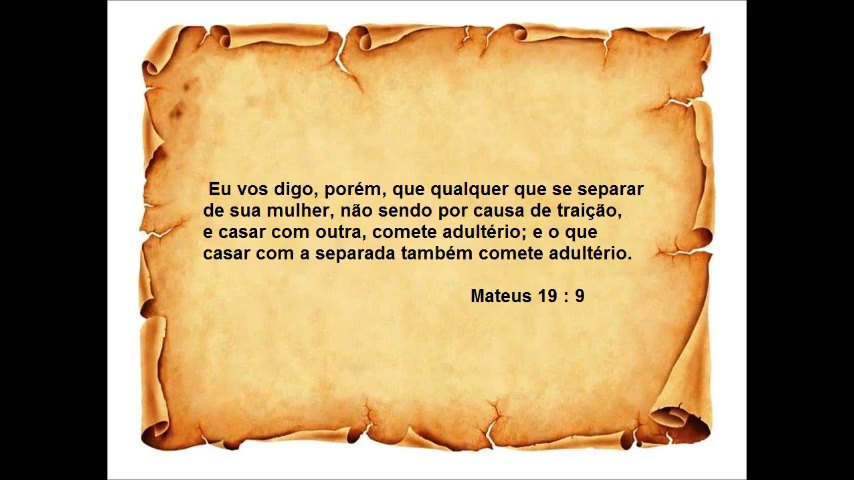 Eu vos digo, porém, que qualquer que se separar
de sua mulher, não sendo por causa de traição,
e casar com outra, comete adultério; e o que
casar com a separada também comete adultério.
Mateus 19 : 9